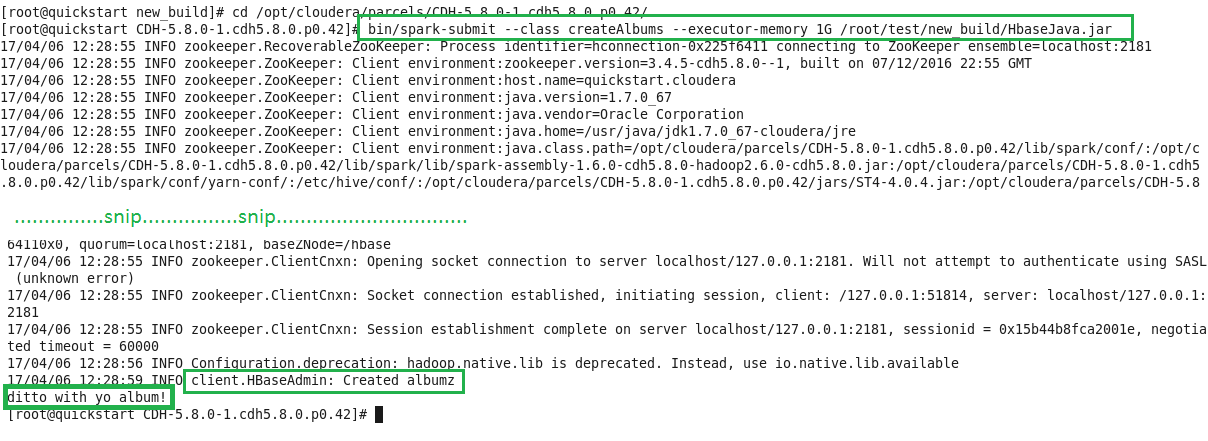 [root@quickstart new_build]# cd /opt/cloudera/parcels/CDH-5.8.0-1.cdh5.8.0.p0.42/
[root@quickstart CDH-5.8.0-1.cdh5.8.0.p0.42]# bin/spark-submit --class createAlbums --executor-memory 1G /root/test/new_build/HbaseJava.jar
17/04/06 12:28:55 INFO zookeeper.RecoverableZooKeeper: Process identifier=hconnection-0x225f6411 connecting to ZooKeeper ensemble=localhost:2181
17/04/06 12:28:55 INFO zookeeper.ZooKeeper: Client environment:zookeeper.version=3.4.5-cdh5.8.0--1, built on 07/12/2016 22:55 GMT
17/04/06 12:28:55 INFO zookeeper.ZooKeeper: Client environment:host.name=quickstart.cloudera
17/04/06 12:28:55 INFO zookeeper.ZooKeeper: Client environment:java.version=1.7.0_67
17/04/06 12:28:55 INFO zookeeper.ZooKeeper: Client environment:java.vendor=Oracle Corporation
17/04/06 12:28:55 INFO zookeeper.ZooKeeper: Client environment:java.home=/usr/java/jdk1.7.0_67-cloudera/jre
17/04/06 12:28:55 INFO zookeeper.ZooKeeper: Client environment:java.class.path=/opt/cloudera/parcels/CDH-5.8.0-1.cdh5.8.0.p0.42/lib/spark/conf/:/opt/c
loudera/parcels/CDH-5.8.0-1.cdh5.8.0.p0.42/lib/spark/lib/spark-assembly-1.6.0-cdh5.8.0-hadoop2.6.0-cdh5.8.0.jar:/opt/cloudera/parcels/CDH-5.8.0-1.cdh5
.8.0.p0.42/lib/spark/conf/yarn-conf/:/etc/hive/conf/:/opt/cloudera/parcels/CDH-5.8.0-1.cdh5.8.0.p0.42/jars/ST4-4.0.4.jar:/opt/cloudera/parcels/CDH-5.8
...............snip................snip................................
64110x0, quorum=localhost:2181, baseZNode=/hbase
17/04/06 12:28:55 INFO zookeeper.ClientCnxn: Opening socket connection to server localhost/127.0.0.1:2181. Will not attempt to authenticate using SASL
(unknown error)
17/04/06 12:28:55 INFO zookeeper.ClientCnxn: Socket connection established, initiating session, client: /127.0.0.1:51814, server: localhost/127.0.0.1:
2181
17/04/06 12:28:55 INFO zookeeper.ClientCnxn: Session establishment complete on server localhost/127.0.0.1:2181, sessionid = 0x15b44b8fca2001e, negotia
ted timeout = 60000
17/04/06 12:28:56 INFO Configuration.deprecation: hadoop.native.lib is deprecated. Instead, use io.native.lib.available
17/04/06 12:28:59 INFO client.HBaseAdmin: Created albumz
ditto with yo album!
[root@quickstart CDH-5.8.0-1.cdh5.8.0.p0.42]#